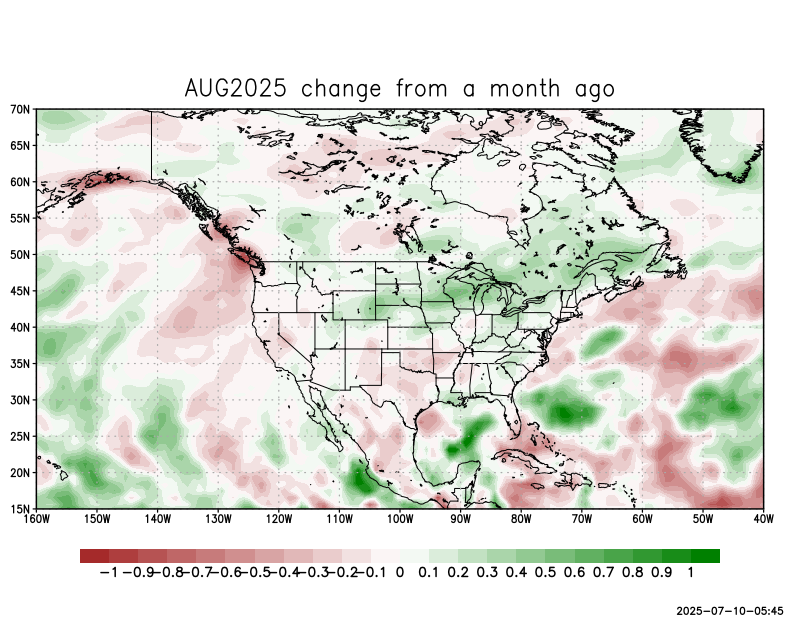 AUG2025 change from a month ago
70N
65N
60N
55N
50N
45N
40N
35N
30N
25N
20N
15N
160W 150W 140W 130W 120W 110W 100W 90W 80W 70W 60W 50W 40W
−1 −0.9−0.8−0.7−0.6−0.5−0.4−0.3−0.2−0.1 0 0.1 0.2 0.3 0.4 0.5 0.6 0.7 0.8 0.9 1
2025-07-10-05:45